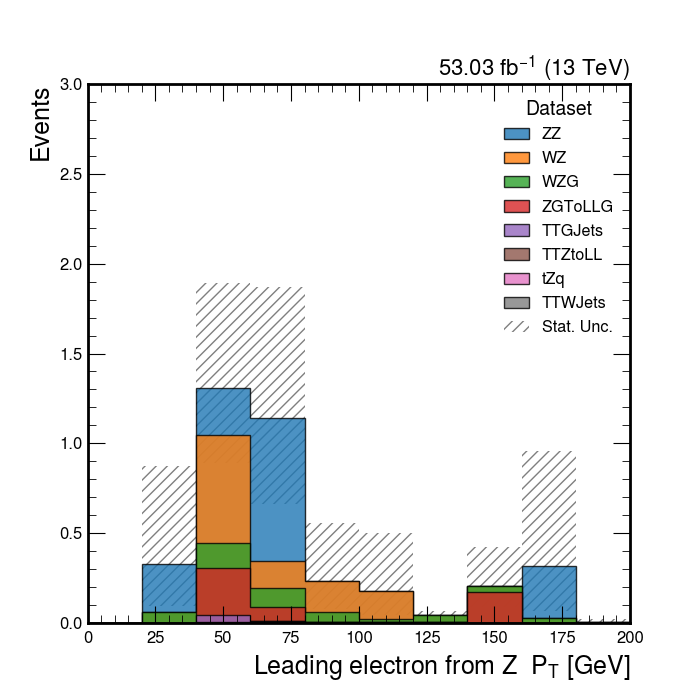 53.03 fb⁻¹ (13 TeV)
Events
3.0
2.5
2.0
1.5
1.0
0.5
0.0
Dataset
ZZ
WZ
WZG
ZGToLLG
TTGJets
TTZtoLL
tZq
TTWJets
Stat. Unc.
0 25 50 75 100 125 150 175 200
Leading electron from Z P_T [GeV]